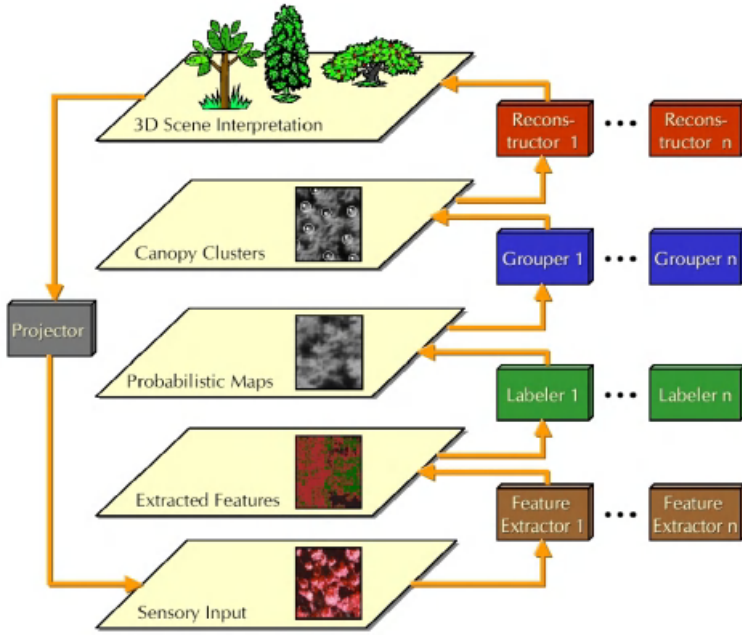 3D Scene Interpretation
Recons-
tructor 1
•••
Recons-
tructor n
Canopy Clusters
Grouper 1
•••
Grouper n
Projector
Probabilistic Maps
Labeler 1
•••
Labeler n
Extracted Features
Feature
Extractor 1
•••
Feature
Extractor n
Sensory Input